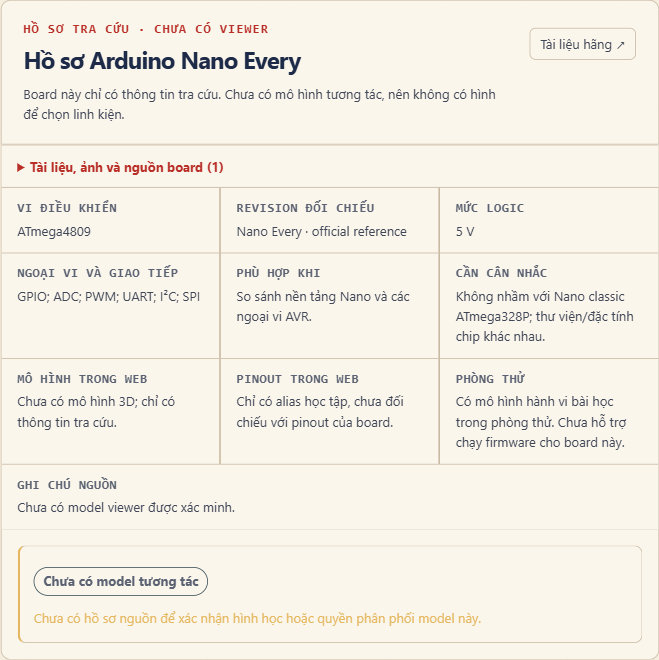 HỒ SƠ TRA CỨU · CHƯA CÓ VIEWER
Hồ sơ Arduino Nano Every
Tài liệu hãng ↗
Board này chỉ có thông tin tra cứu. Chưa có mô hình tương tác, nên không có hình
để chọn linh kiện.
▶ Tài liệu, ảnh và nguồn board (1)
VI ĐIỀU KHIỂN
ATmega4809
REVISION ĐỐI CHIẾU
Nano Every · official reference
MỨC LOGIC
5 V
NGOẠI VI VÀ GIAO TIẾP
GPIO; ADC; PWM; UART; I²C; SPI
PHÙ HỢP KHI
So sánh nền tảng Nano và các
ngoại vi AVR.
CẦN CÂN NHẮC
Không nhầm với Nano classic
ATmega328P; thư viện/đặc tính
chip khác nhau.
MÔ HÌNH TRONG WEB
Chưa có mô hình 3D; chỉ có
thông tin tra cứu.
PINOUT TRONG WEB
Chỉ có alias học tập, chưa đối
chiếu với pinout của board.
PHÒNG THỬ
Có mô hình hành vi bài học
trong phòng thử. Chưa hỗ trợ
chạy firmware cho board này.
GHI CHÚ NGUỒN
Chưa có model viewer được xác minh.
Chưa có model tương tác
Chưa có hồ sơ nguồn để xác nhận hình học hoặc quyền phân phối model này.